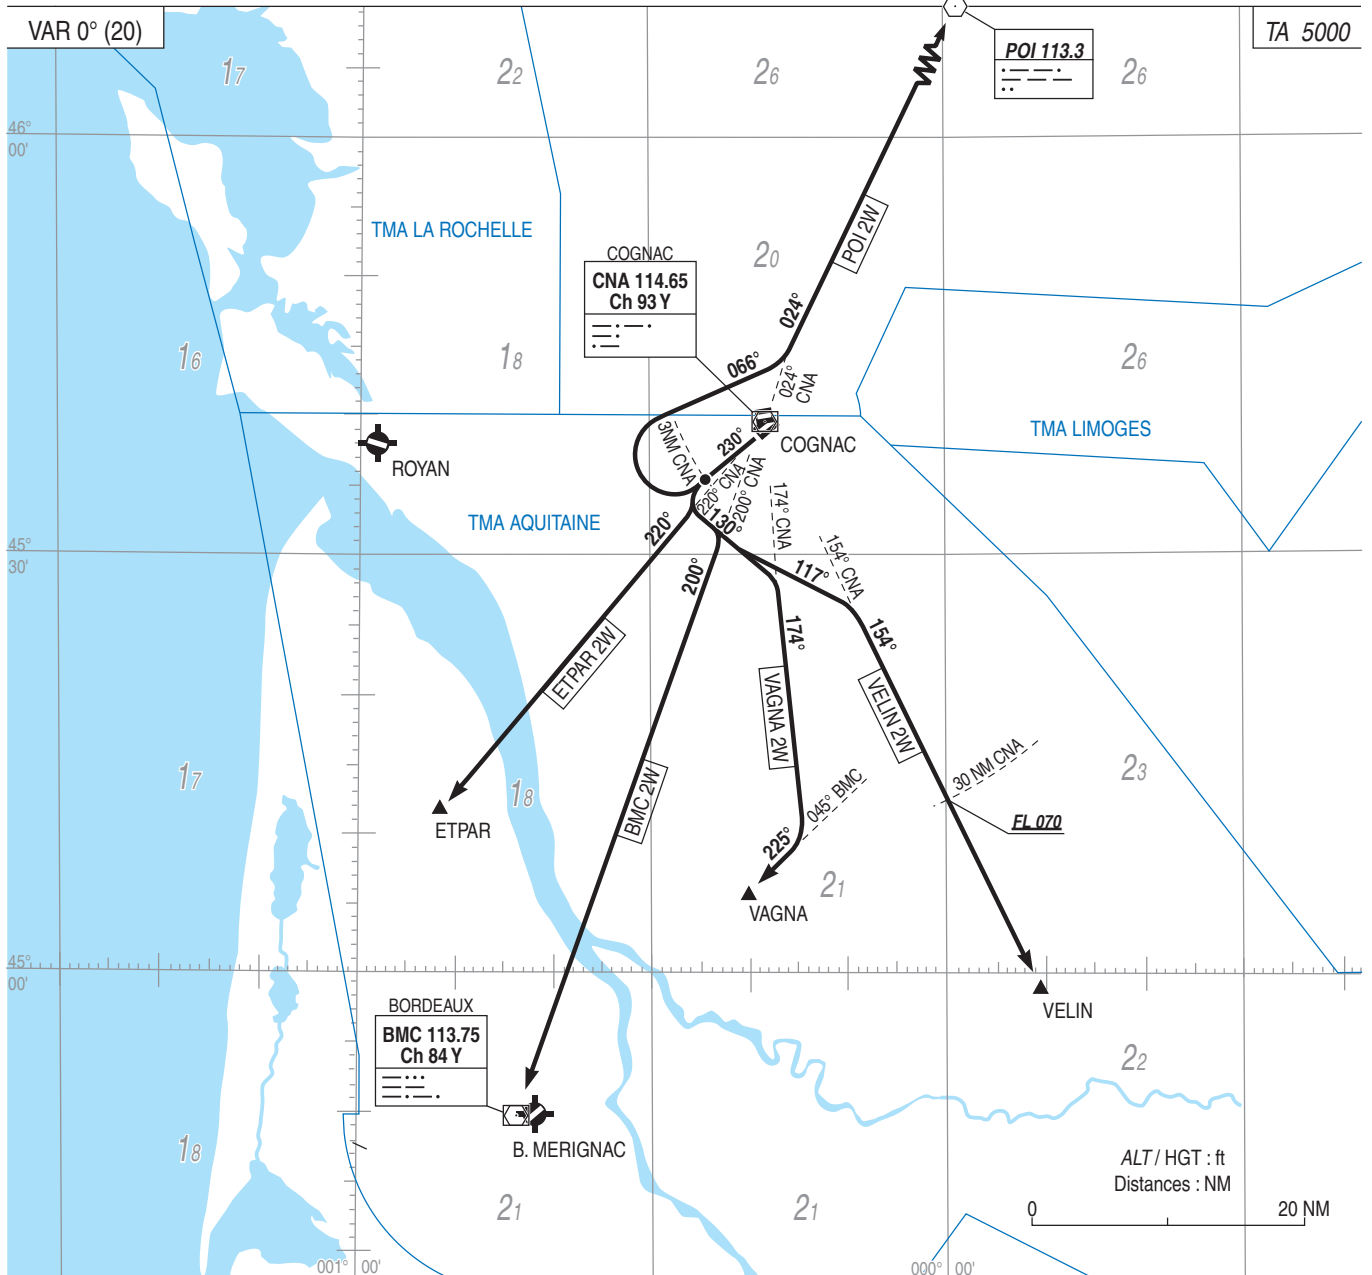 VAR 0° (20)
TA 5000
POI 113.3
17
22
26
26
46°
00'
TMA LA ROCHELLE
POI 2W
20
COGNAC
CNA 114.65
Ch 93 Y
024°
16
18
26
066°
024°
CNA
ROYAN
3NM CNA
230°
COGNAC
TMA LIMOGES
220° CNA
200° CNA
174° CNA
TMA AQUITAINE
220°
130°
154° CNA
45°
30'
200°
117°
174°
154°
ETPAR 2W
VAGNA 2W
VELIN 2W
17
18
BMC 2W
045° BMC
30 NM CNA
23
ETPAR
FL 070
225°
21
VAGNA
45°
00'
VELIN
BORDEAUX
BMC 113.75
Ch 84 Y
22
B. MERIGNAC
18
ALT / HGT : ft
Distances : NM
21
21
0
20 NM
001° 00'
000° 00'